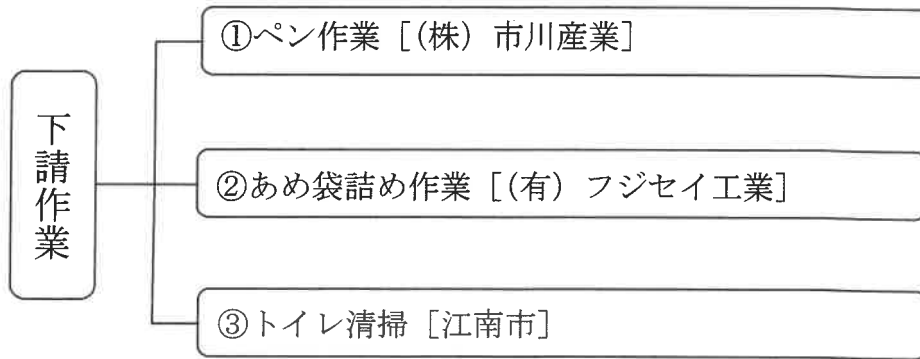 下請作業
①ペン作業［(株) 市川産業］
②あめ袋詰め作業［(有) フジセイ工業］
③トイレ清掃［江南市］